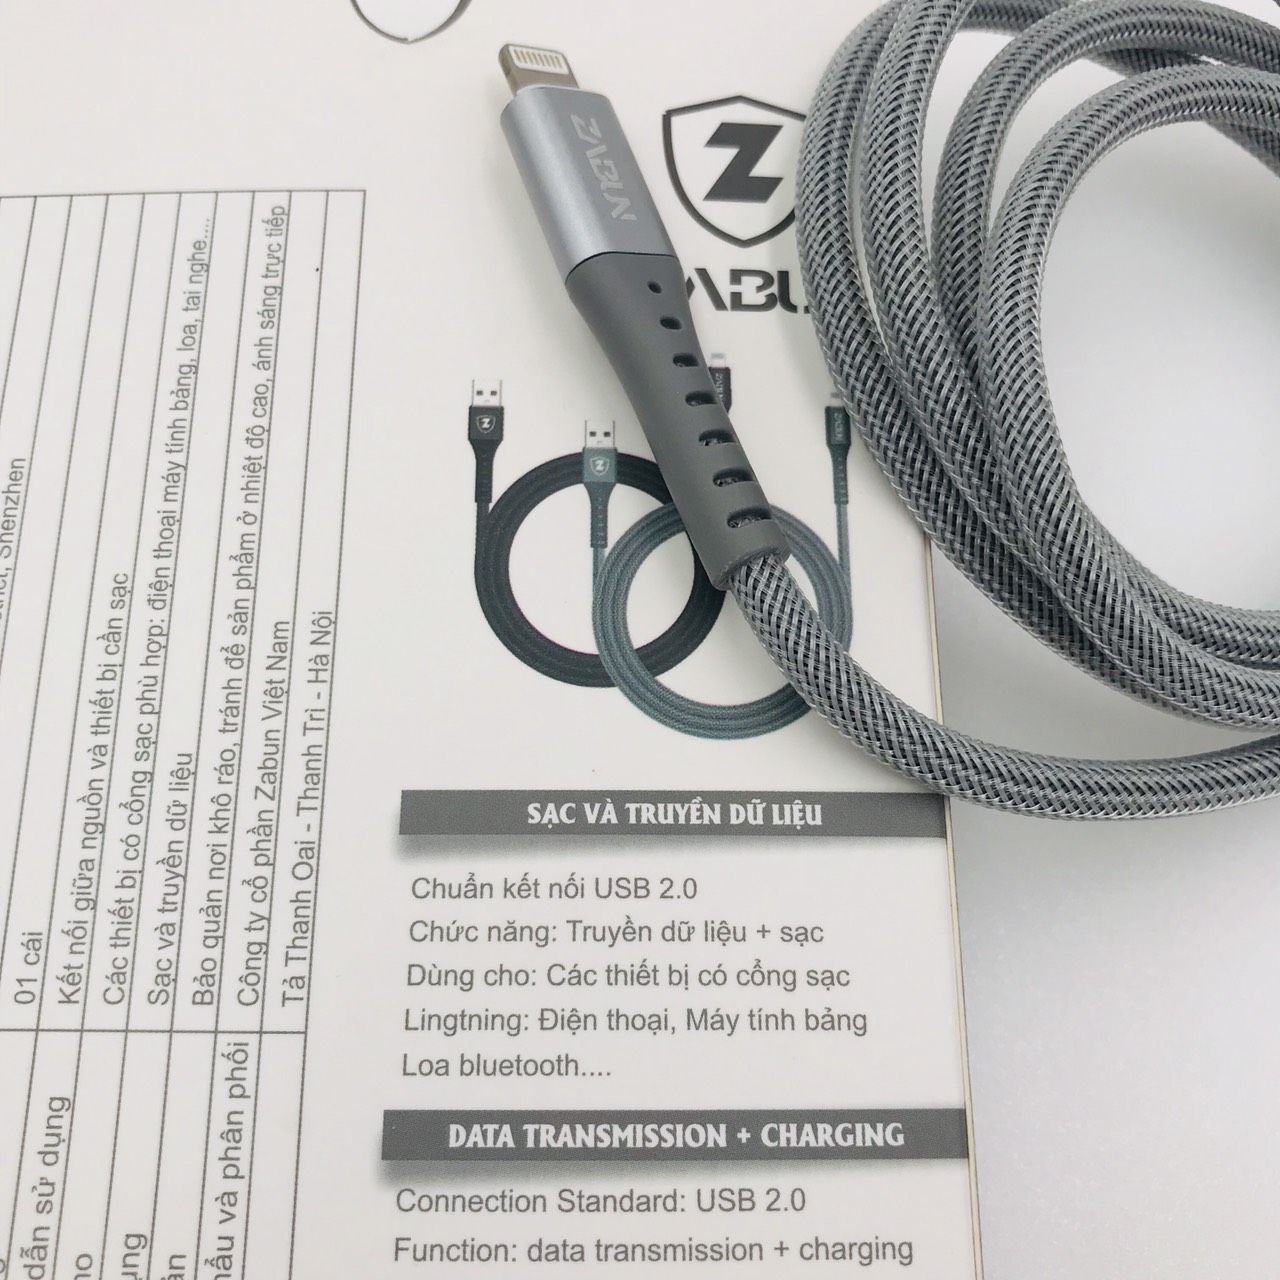 ZABUN
Z
ZABUN
Shenzhen
01 cái
Kết nối giữa nguồn và thiết bị cần sạc
Các thiết bị có cổng sạc phù hợp: điện thoại máy tính bảng, loa, tai nghe....
Sạc và truyền dữ liệu
Bảo quản nơi khô ráo, tránh để sản phẩm ở nhiệt độ cao, ánh sáng trực tiếp
Công ty cổ phần Zabun Việt Nam
Tả Thanh Oai - Thanh Trì - Hà Nội
dẫn sử dụng
ho
ụng
ẩn
hẩu và phân phối
Z
Z
SẠC VÀ TRUYỀN DỮ LIỆU
Chuẩn kết nối USB 2.0
Chức năng: Truyền dữ liệu + sạc
Dùng cho: Các thiết bị có cổng sạc
Lingtning: Điện thoại, Máy tính bảng
Loa bluetooth....
DATA TRANSMISSION + CHARGING
Connection Standard: USB 2.0
Function: data transmission + charging